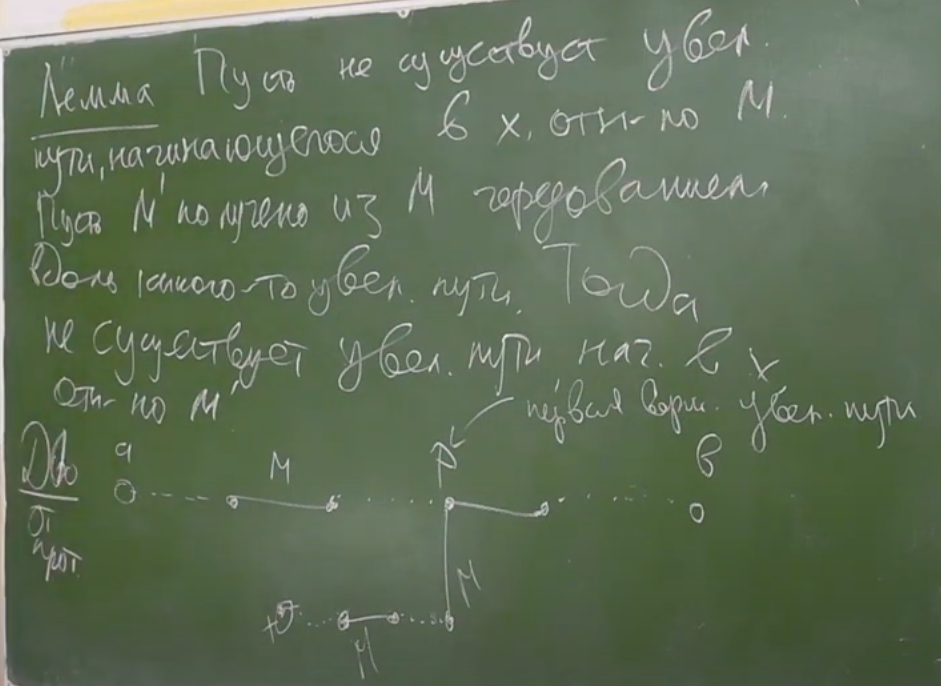 Лемма Пусть не существует увел.
пути, начинающегося в x, отн-но M.
Пусть M' получено из M чередованием
вдоль какого-то увел. пути. Тогда
не существует увел. пути нач. в x
отн-но M'
первая верш. увел. пути
Д-во
от
прот.
a
M
P
b
M
x
M